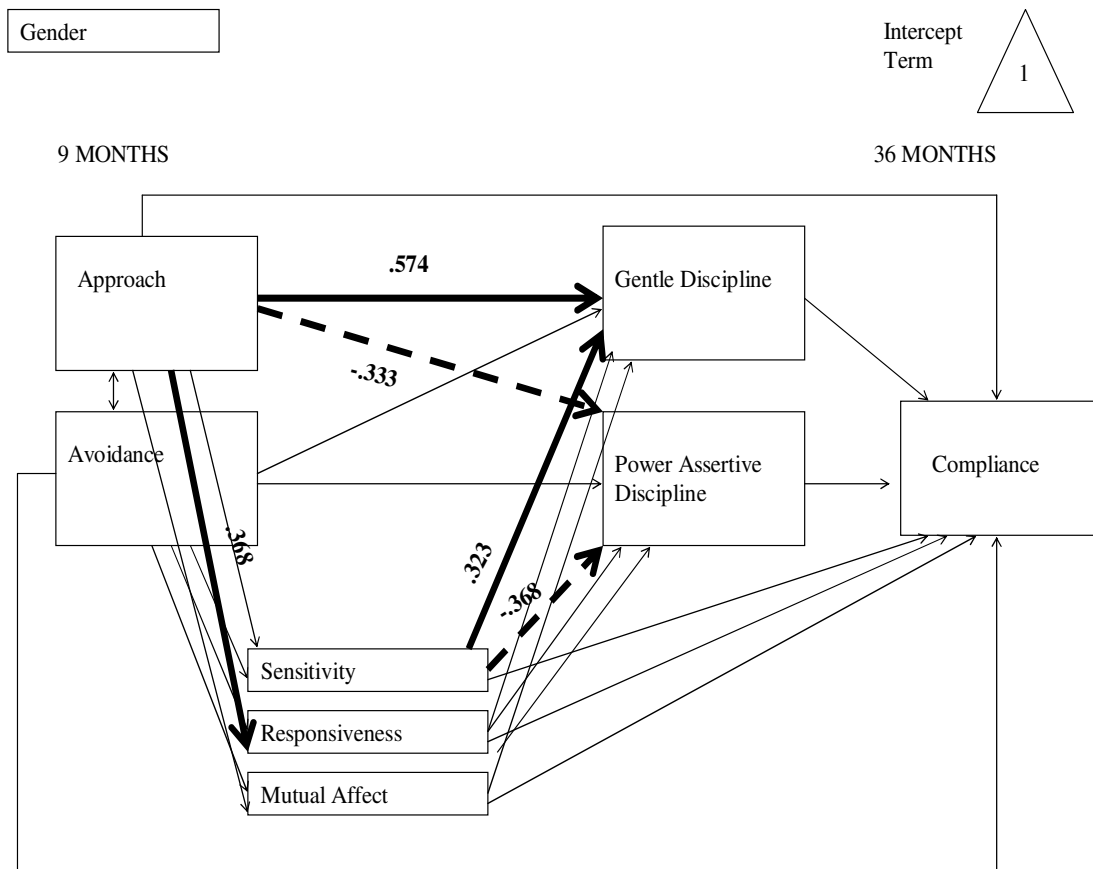 Gender
Intercept
Term
1
9 MONTHS
36 MONTHS
Approach
.574
Gentle Discipline
-.333
Avoidance
Power Assertive
Discipline
Compliance
.368
.323
-.368
Sensitivity
Responsiveness
Mutual Affect